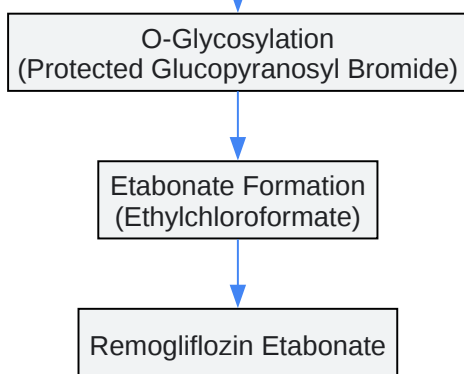 O-Glycosylation
(Protected Glucopyranosyl Bromide)
Etabonate Formation
(Ethylchloroformate)
Remogliflozin Etabonate